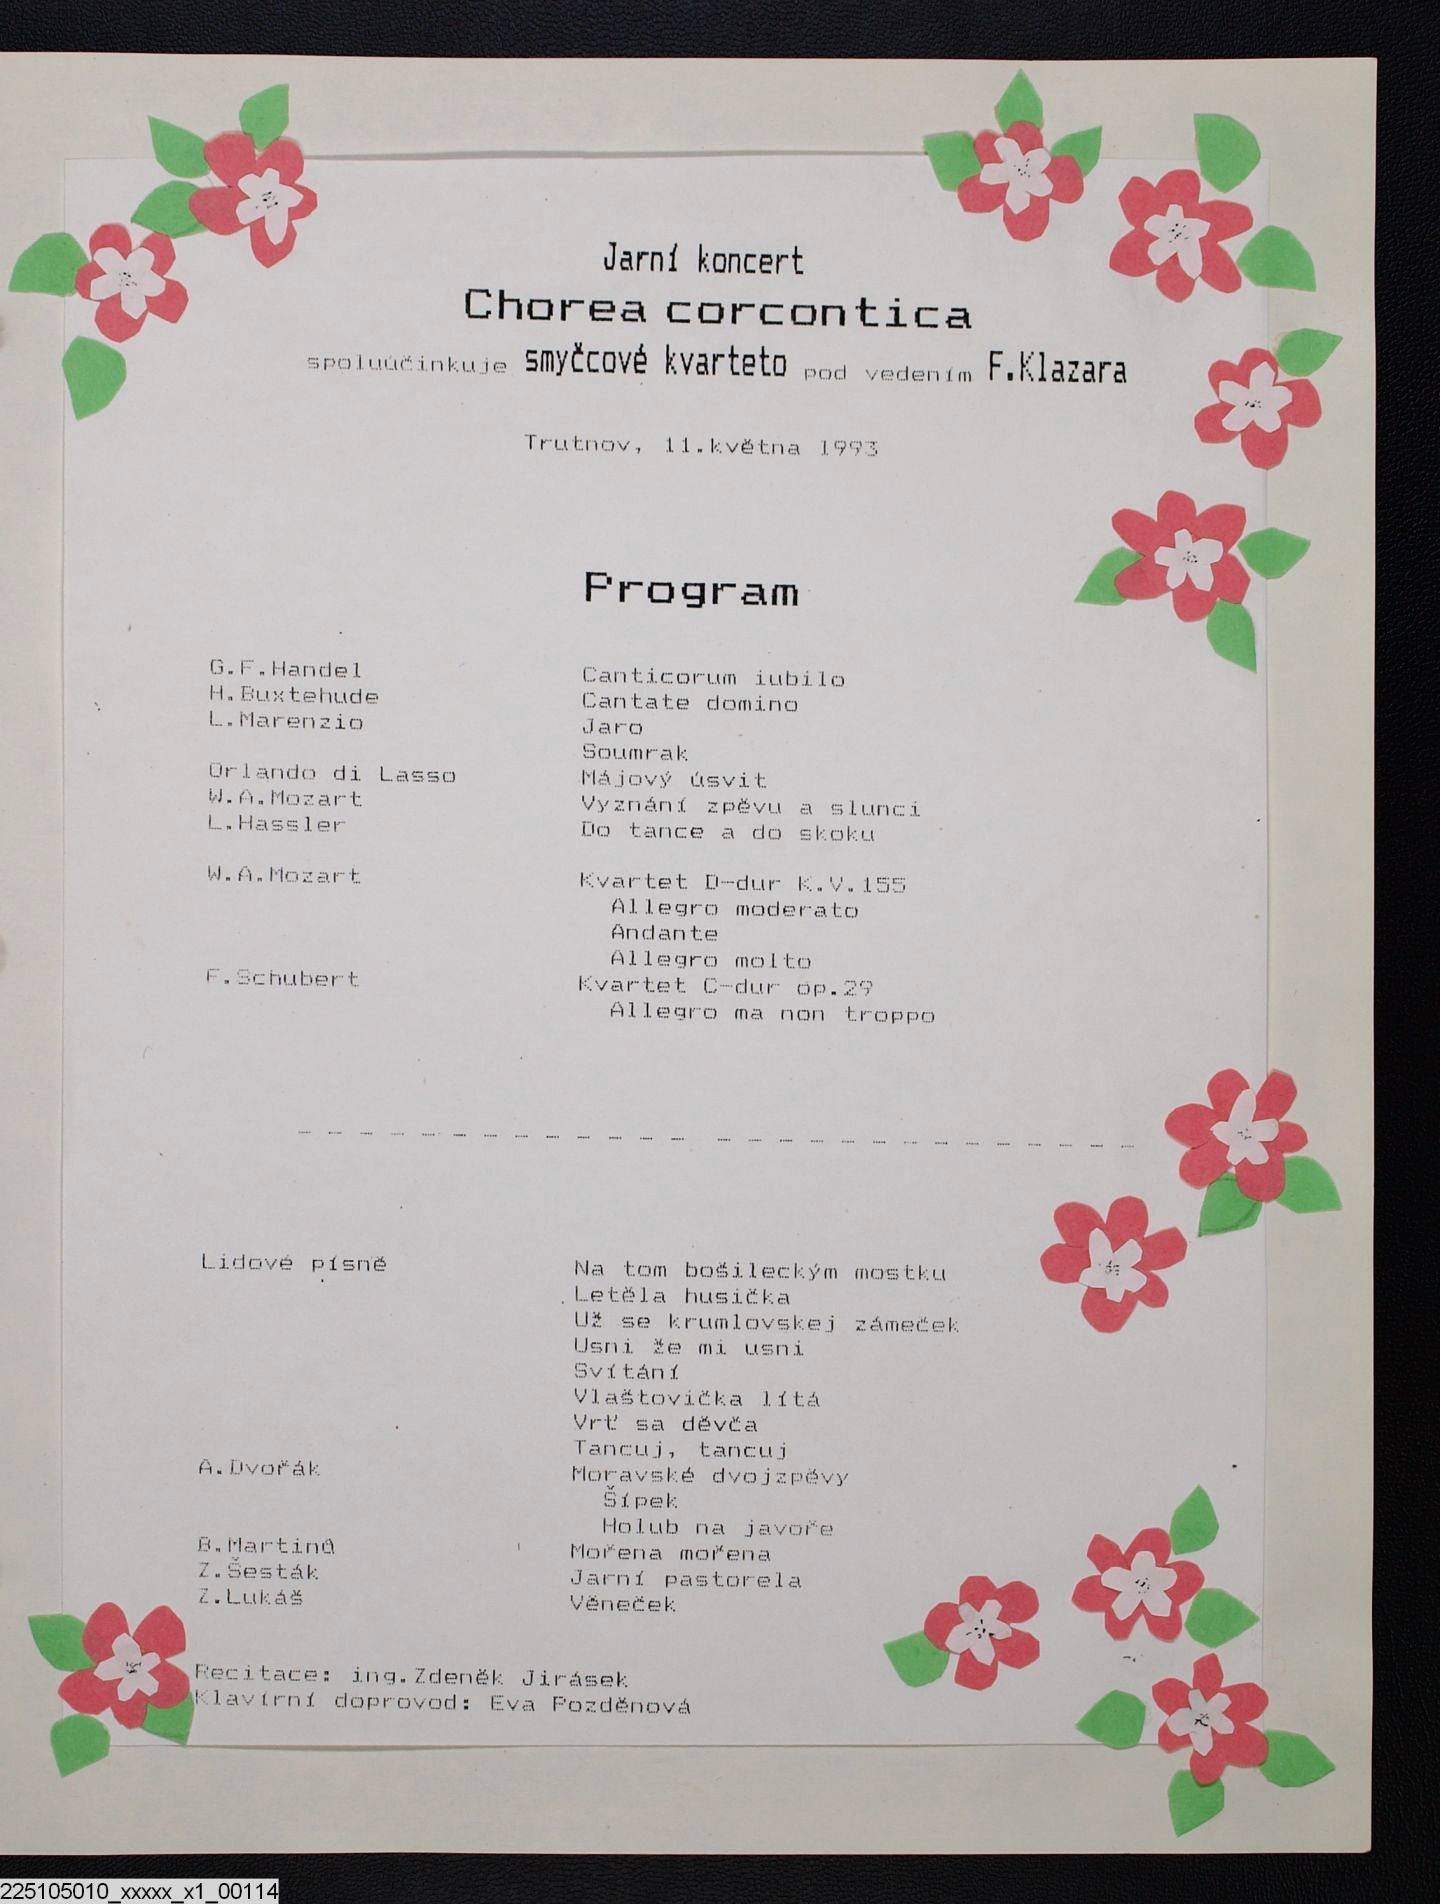 Jarní koncert
Chorea corcontica
spoluúčinkuje smyčcové kvarteto pod vedením F.Klazara
Trutnov, 11.května 1993
Program
G.F.Handel Canticorum iubilo
H.Buxtehude Cantate domino
L.Marenzio Jaro
Soumrak
Orlando di Lasso Májový úsvit
W.A.Mozart Vyznání zpěvu a slunci
L.Hassler Do tance a do skoku
W.A.Mozart Kvartet D-dur K.V.155
Allegro moderato
Andante
Allegro molto
F.Schubert Kvartet C-dur op.29
Allegro ma non troppo
Lidové písně Na tom bošileckým mostku
Letěla husička
Už se krumlovskej zámeček
Usni že mi usni
Svítání
Vlaštovička lítá
Vrť sa děvča
Tancuj, tancuj
A.Dvořák Moravské dvojzpěvy
Šípek
Holub na javoře
B.Martinů Mořena mořena
Z.Šesták Jarní pastorela
Z.Lukáš Věneček
Recitace: ing.Zdeněk Jirásek
Klavírní doprovod: Eva Pozděnová
225105010_xxxxx_x1_00114